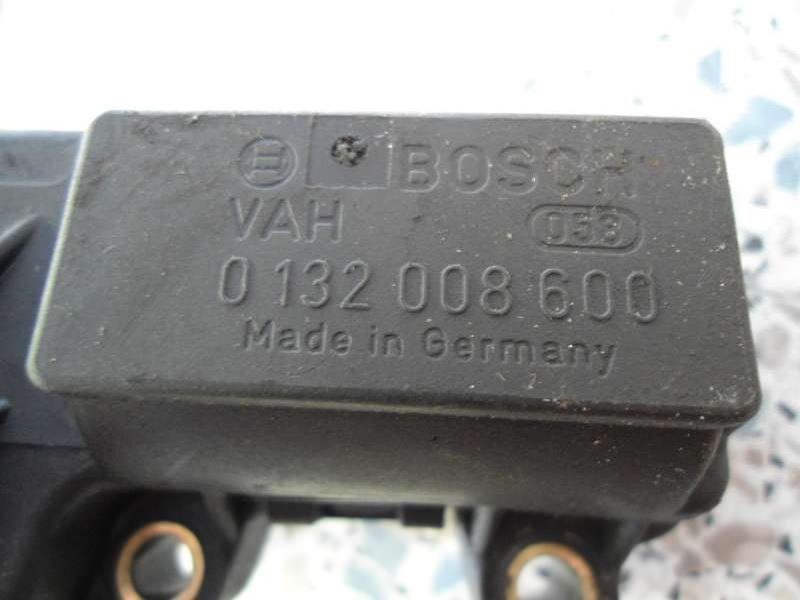 BOSCH
VAH 053
0 132 008 600
Made in Germany